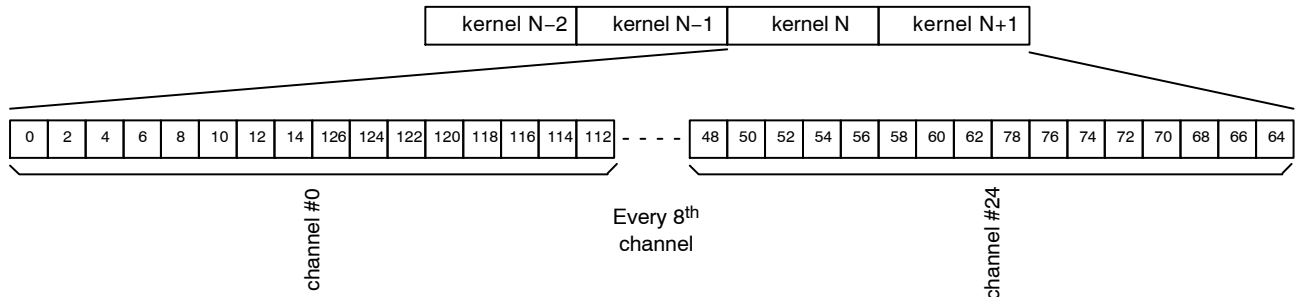 kernel N−2 kernel N−1 kernel N kernel N+1
0 2 4 6 8 10 12 14 126 124 122 120 118 116 114 112 - - - - 48 50 52 54 56 58 60 62 78 76 74 72 70 68 66 64
channel #0
Every 8th
channel
channel #24